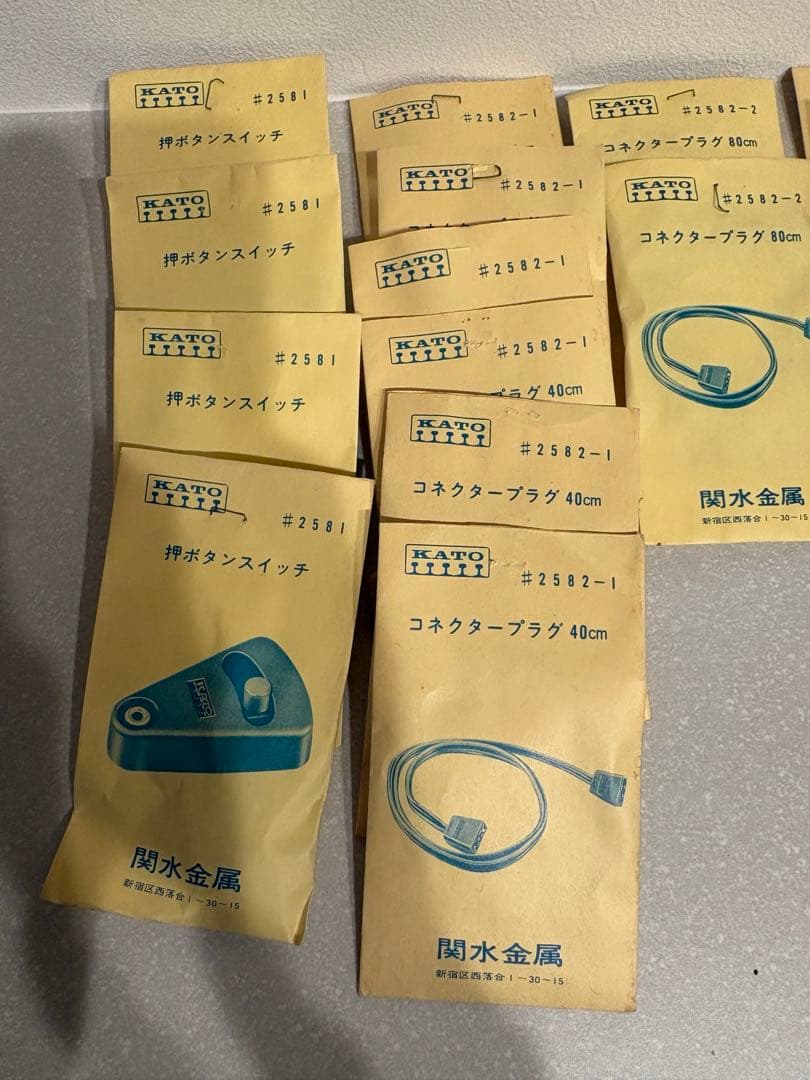 KATO
#2581
押ボタンスイッチ
KATO
#2581
押ボタンスイッチ
KATO
#2581
押ボタンスイッチ
KATO
#2581
押ボタンスイッチ
KATO
関水金属
新宿区西落合1-30-15
KATO
#2582-1
KATO
#2582-1
KATO
#2582-1
KATO
#2582-1
プラグ 40cm
KATO
#2582-1
コネクタープラグ 40cm
KATO
#2582-1
コネクタープラグ 40cm
関水金属
新宿区西落合1-30-15
KATO
#2582-2
コネクタープラグ 80cm
KATO
#2582-2
コネクタープラグ 80cm
関水金属
新宿区西落合1-30-15